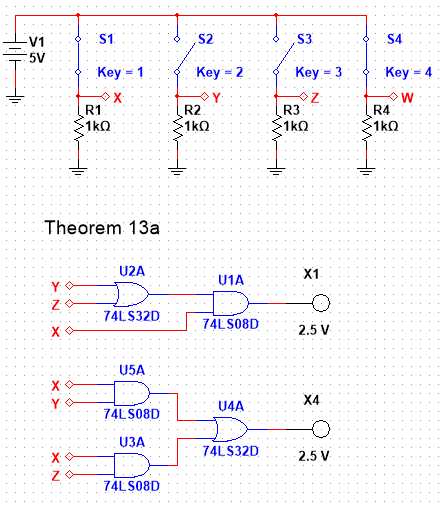 V1
5V
S1
S2
S3
S4
Key = 1
Key = 2
Key = 3
Key = 4
X
Y
Z
W
R1
1kΩ
R2
1kΩ
R3
1kΩ
R4
1kΩ
Theorem 13a
U2A
U1A
X1
Y
Z
X
74LS32D
74LS08D
2.5 V
U5A
U4A
X4
X
Y
74LS08D
74LS32D
2.5 V
U3A
X
Z
74LS08D